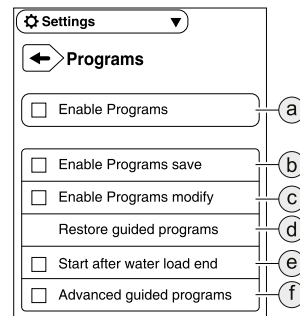 Settings
Programs
Enable Programs a
Enable Programs save b
Enable Programs modify c
Restore guided programs d
Start after water load end e
Advanced guided programs f